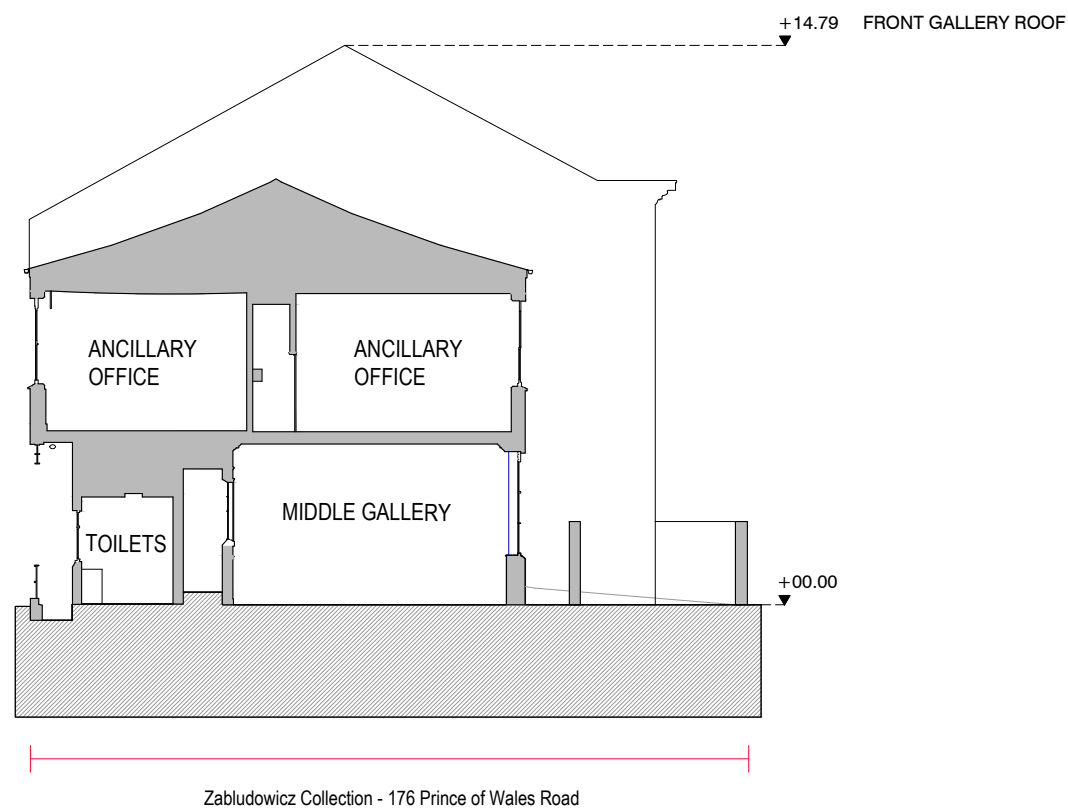 +14.79 FRONT GALLERY ROOF
ANCILLARY
OFFICE
ANCILLARY
OFFICE
MIDDLE GALLERY
TOILETS
+00.00
Zabludowicz Collection - 176 Prince of Wales Road